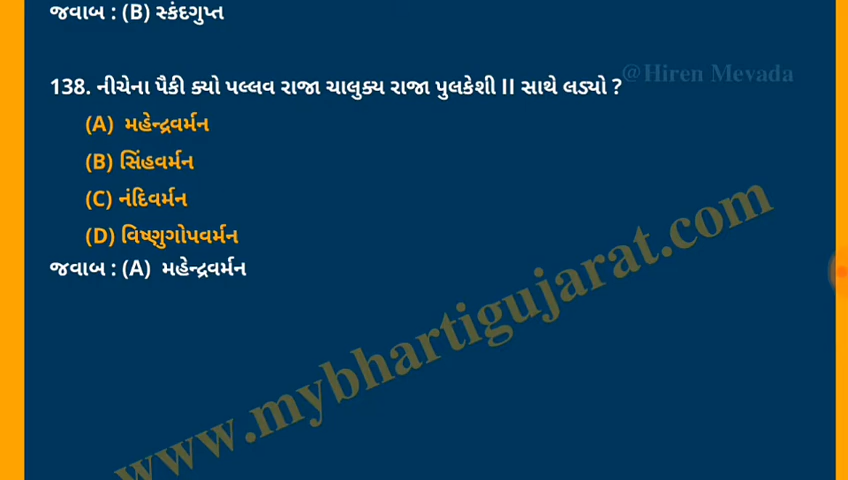 જવાબ : (B) સ્કંદગુપ્ત
@Hiren Mevada
138. નીચેના પૈકી ક્યો પલ્લવ રાજા ચાલુક્ય રાજા પુલકેશી II સાથે લડ્યો ?
(A) મહેન્દ્રવર્મન
(B) સિંહવર્મન
(C) નંદિવર્મન
(D) વિષ્ણુગોપવર્મન
જવાબ : (A) મહેન્દ્રવર્મન
www.mybhartigujarat.com